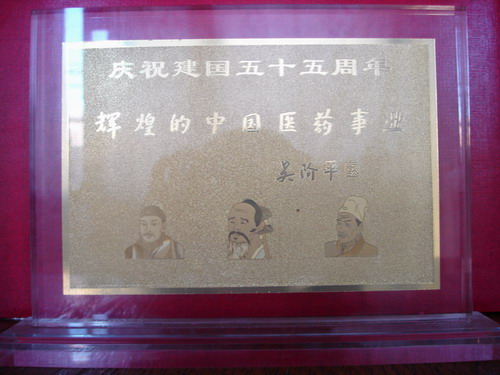 庆祝建国五十五周年
辉煌的中国医药事业
吴阶平题